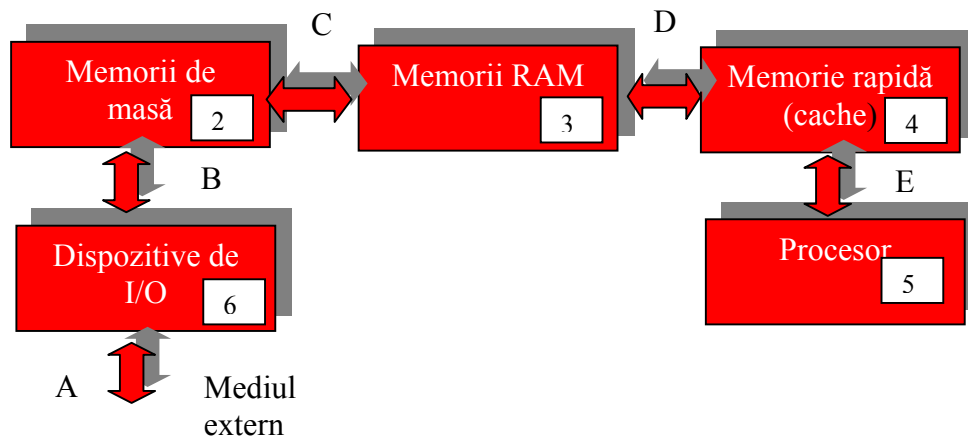 C
D
Memorii de
masă
2
Memorii RAM
3
Memorie rapidă
(cache)
4
B
E
Dispozitive de
I/O
6
Procesor
5
A
Mediul
extern